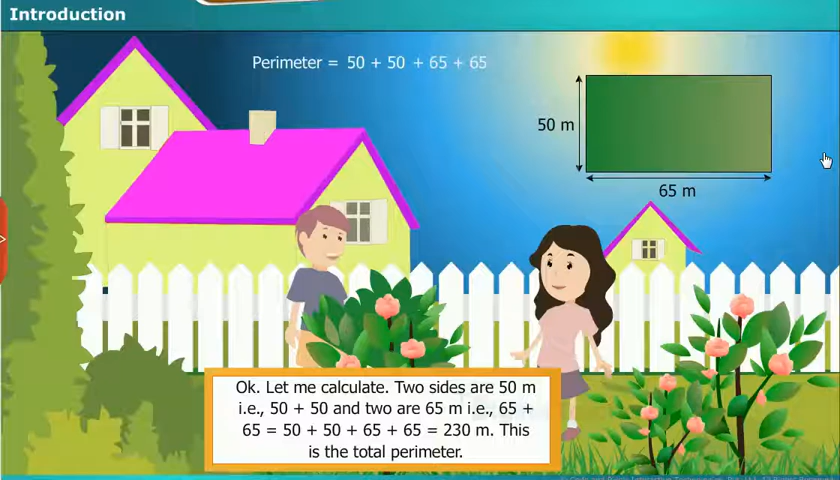 Introduction
Perimeter = 50 + 50 + 65 + 65
50 m
65 m
Ok. Let me calculate. Two sides are 50 m
i.e., 50 + 50 and two are 65 m i.e., 65 +
65 = 50 + 50 + 65 + 65 = 230 m. This
is the total perimeter.